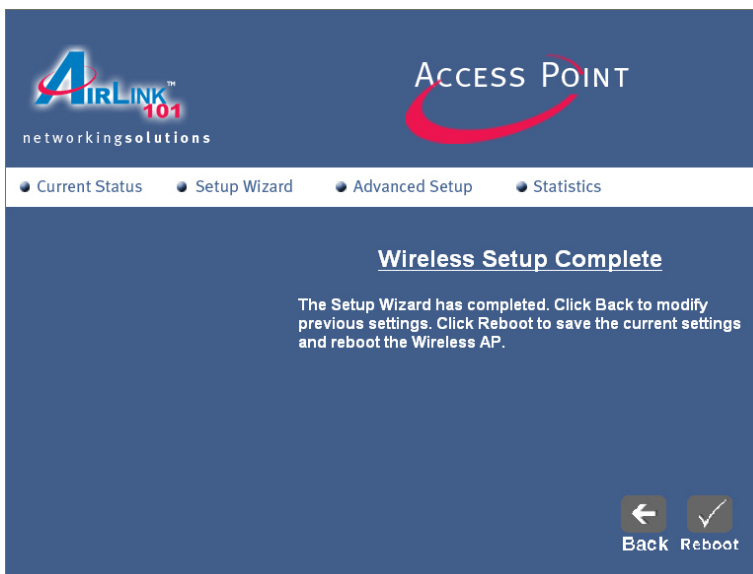 AIRLINK™
101
networkingsolutions
ACCESS POINT
Current Status Setup Wizard Advanced Setup Statistics
Wireless Setup Complete
The Setup Wizard has completed. Click Back to modify
previous settings. Click Reboot to save the current settings
and reboot the Wireless AP.
Back Reboot